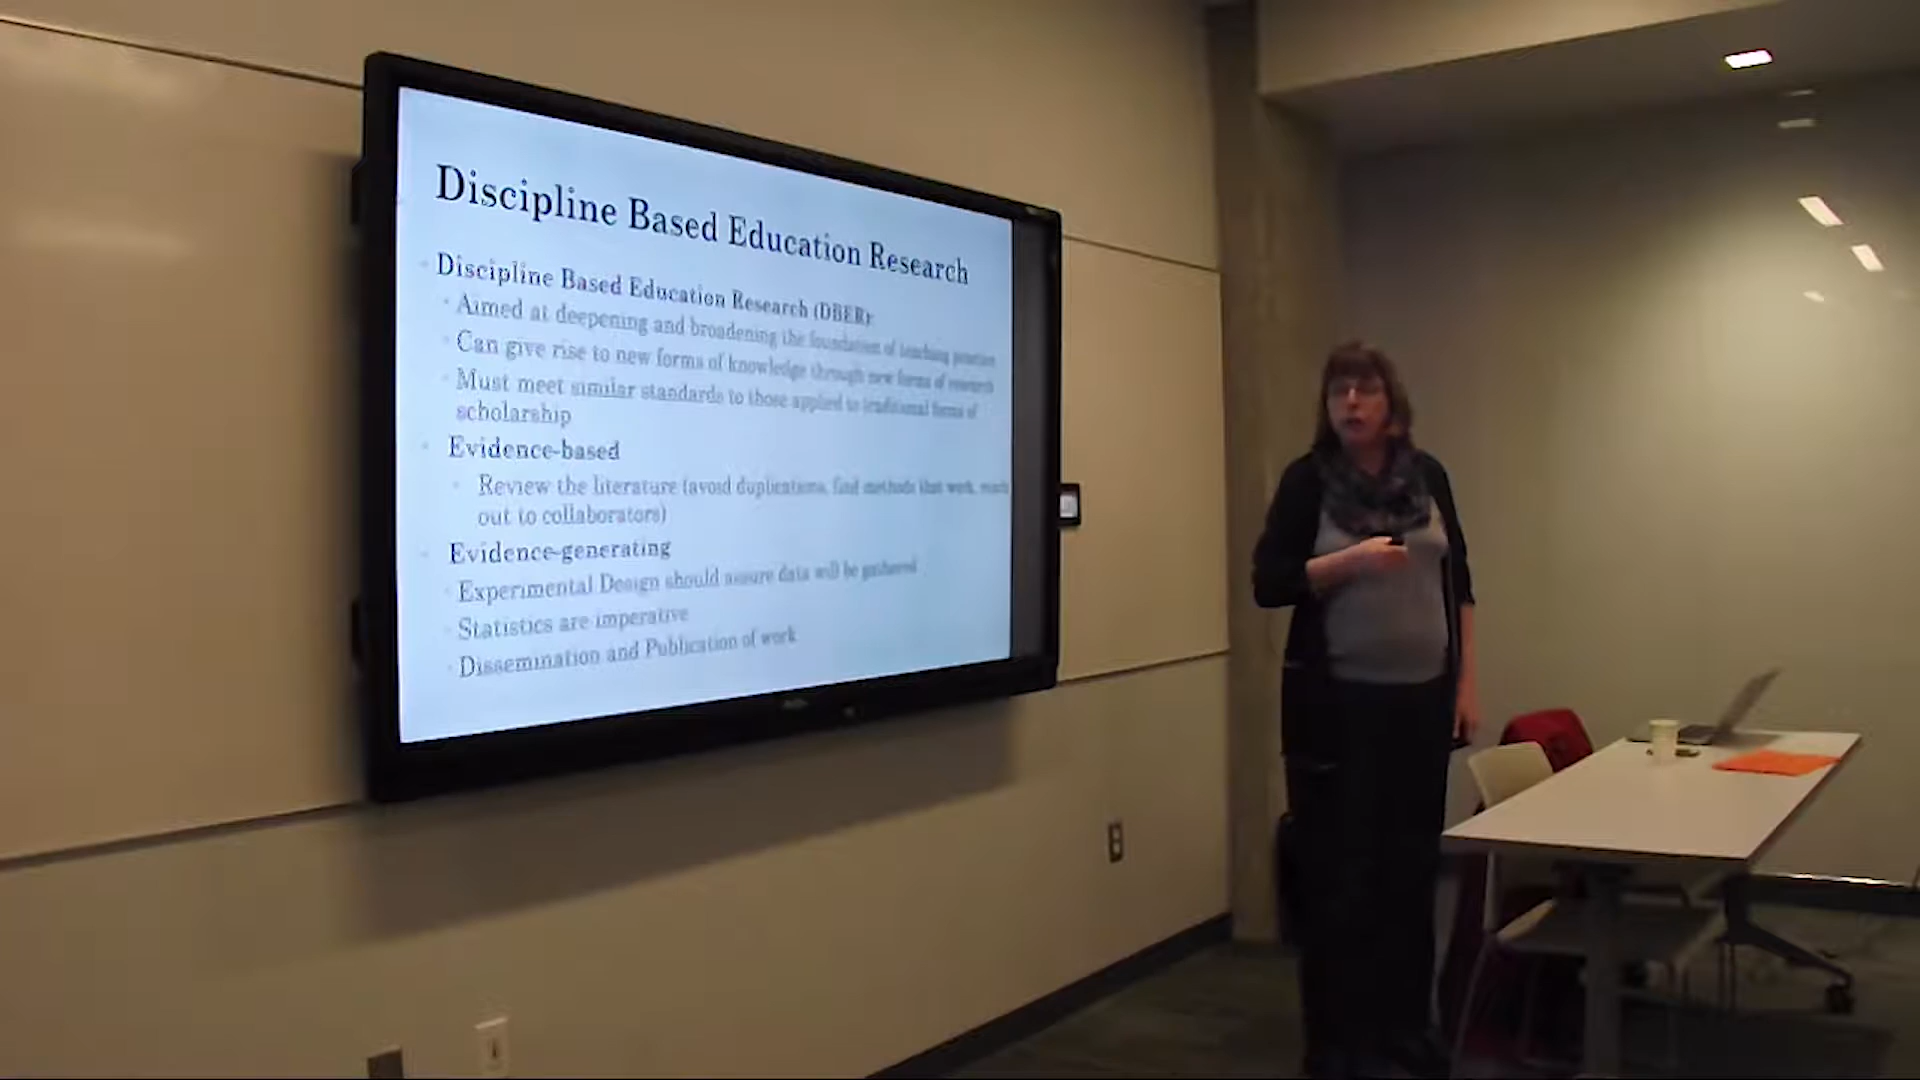 Discipline Based Education Research
Discipline Based Education Research (DBER):
Aimed at deepening and broadening the foundation of teaching practice
Can give rise to new forms of knowledge through new forms of research
Must meet similar standards to those applied to traditional forms of
scholarship
Evidence-based
Review the literature (avoid duplications, find methods that work, reach
out to collaborators)
Evidence-generating
Experimental Design should assure data will be gathered
Statistics are imperative
Dissemination and Publication of work